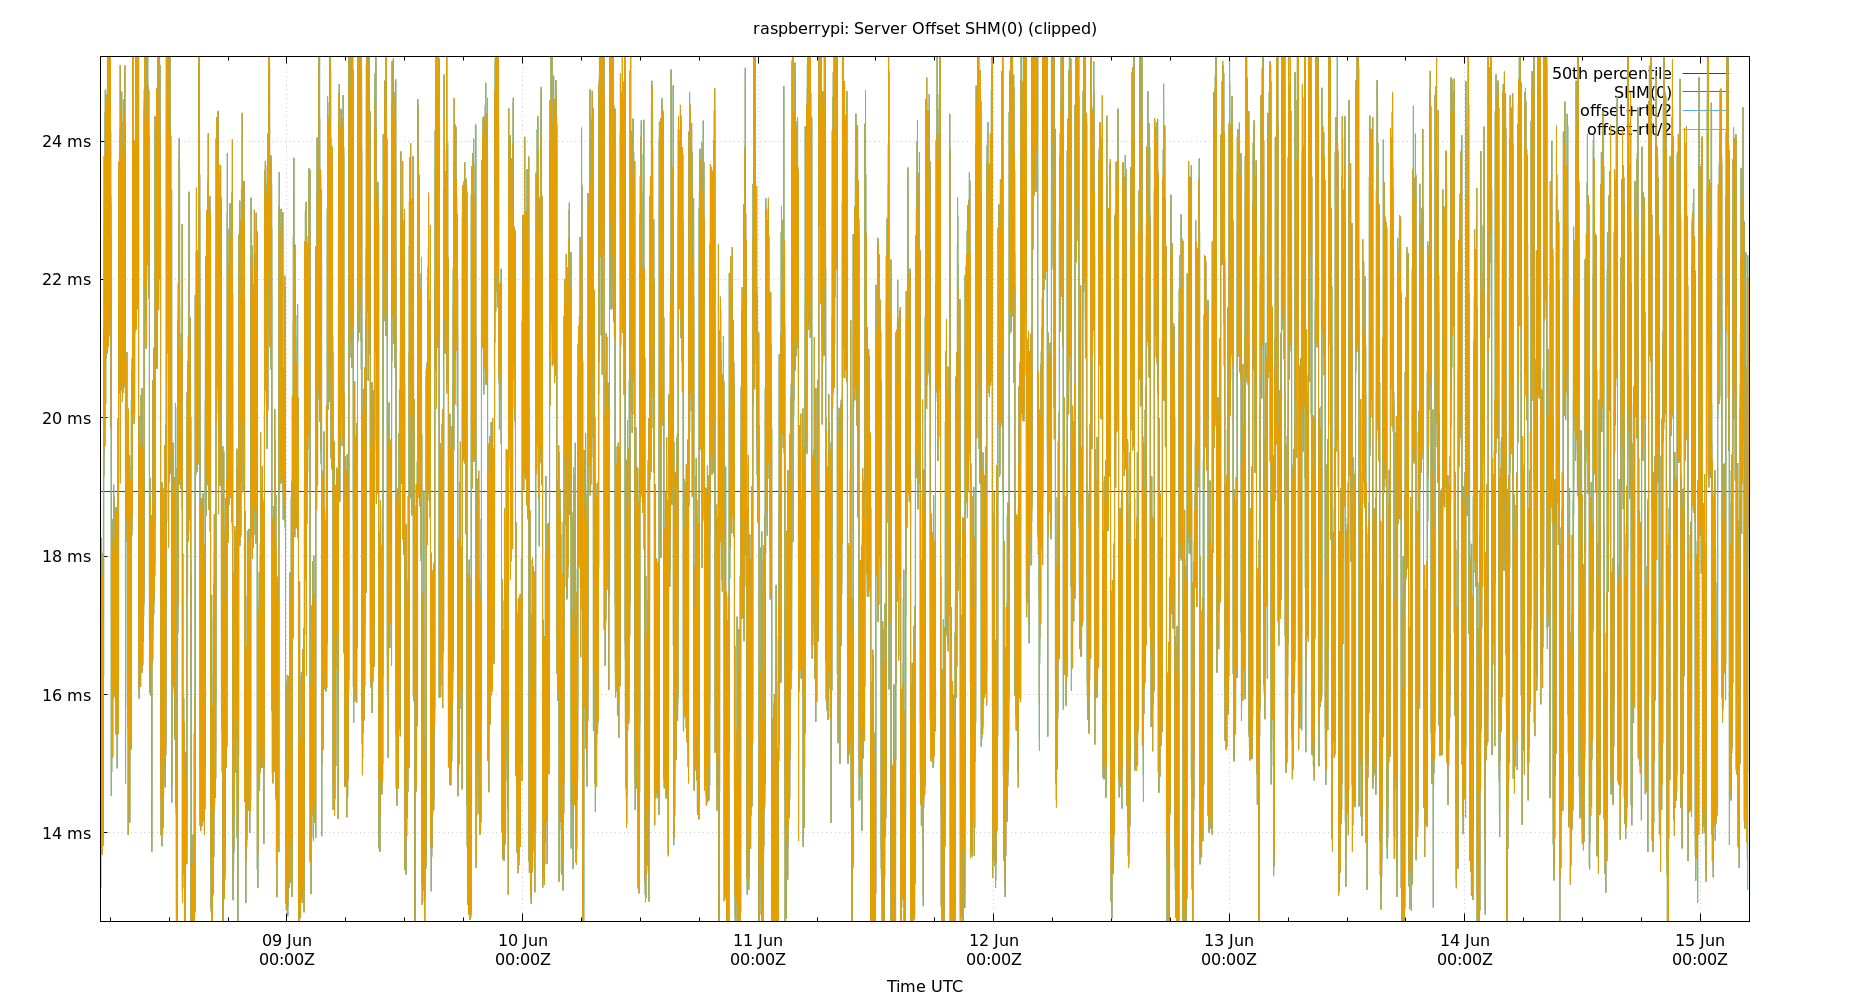 raspberrypi: Server Offset SHM(0) (clipped)
50th percentile
SHM(0)
offset+rtt/2
offset-rtt/2
24 ms
22 ms
20 ms
18 ms
16 ms
14 ms
09 Jun 10 Jun 11 Jun 12 Jun 13 Jun 14 Jun 15 Jun
00:00Z 00:00Z 00:00Z 00:00Z 00:00Z 00:00Z 00:00Z
Time UTC